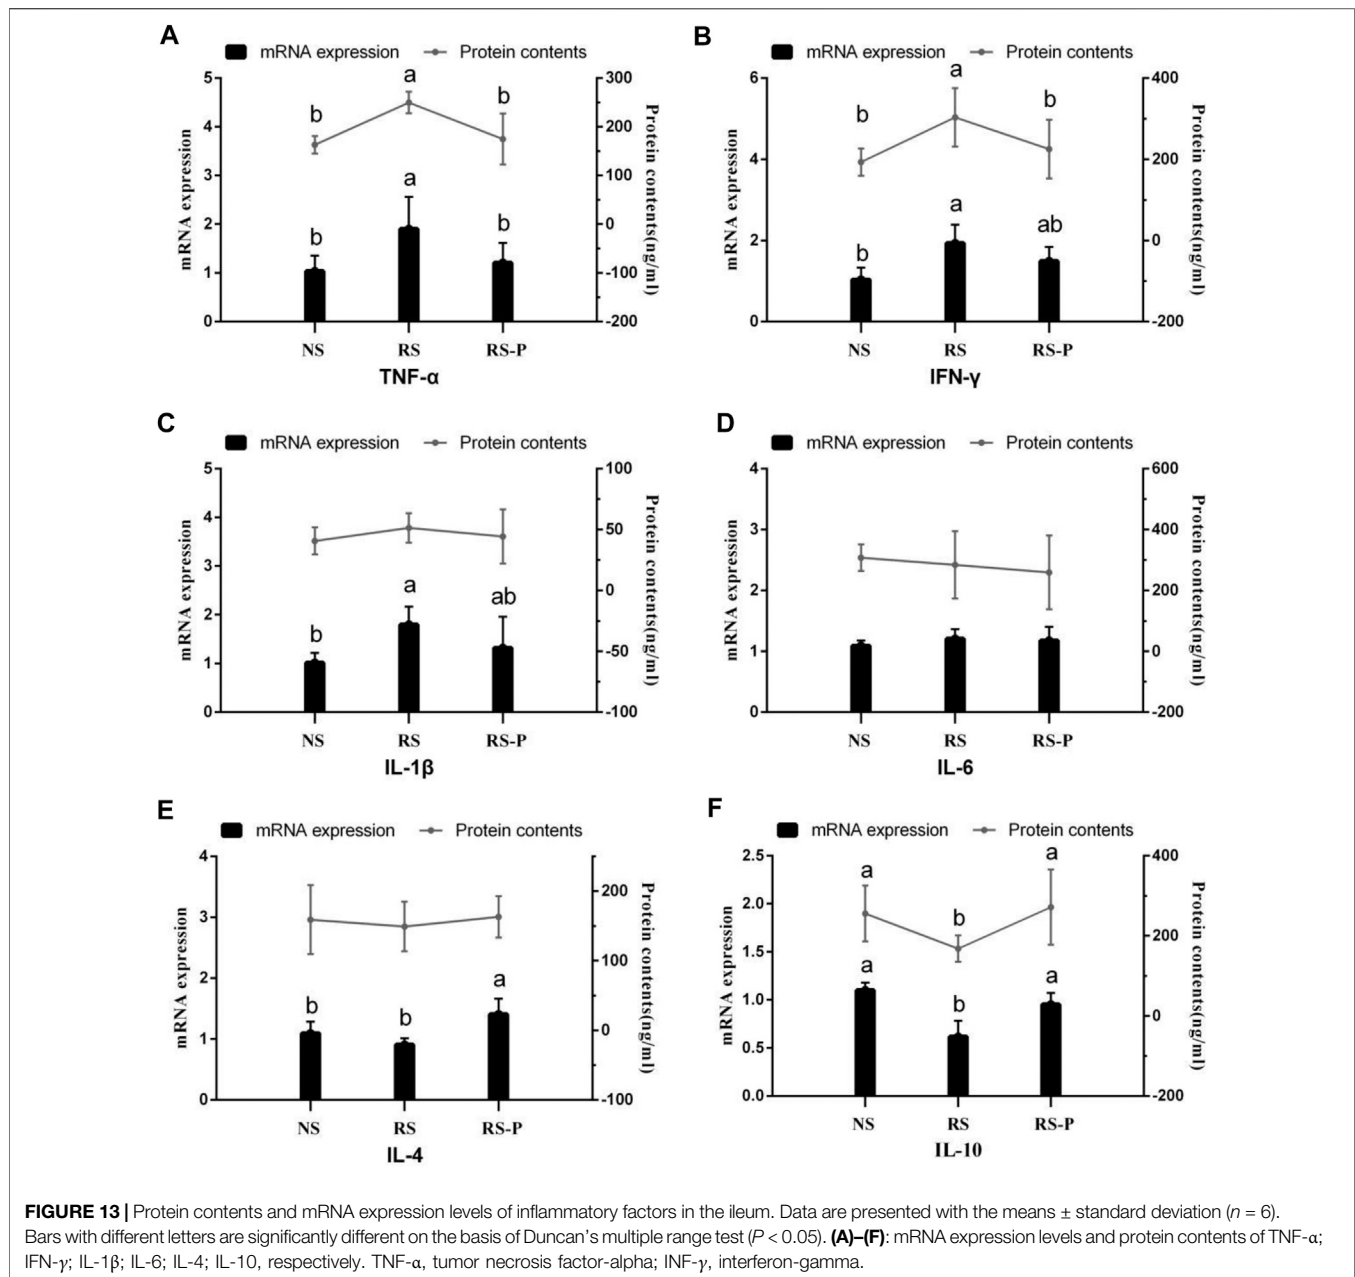 A
mRNA expression Protein contents
5
4
3
2
1
0
mRNA expression
300
200
100
0
-100
-200
Protein contents(ng/ml)
b a b
b a b
NS RS RS-P
TNF-α
B
mRNA expression Protein contents
6
4
2
0
mRNA expression
400
200
0
-200
Protein contents(ng/ml)
b a b
b a ab
NS RS RS-P
IFN-γ
C
mRNA expression Protein contents
5
4
3
2
1
0
mRNA expression
100
50
0
-50
-100
Protein contents(ng/ml)
b a ab
NS RS RS-P
IL-1β
D
mRNA expression Protein contents
4
3
2
1
0
mRNA expression
600
400
200
0
-200
Protein contents(ng/ml)
NS RS RS-P
IL-6
E
mRNA expression Protein contents
4
3
2
1
0
mRNA expression
200
100
0
-100
Protein contents(ng/ml)
b b a
NS RS RS-P
IL-4
F
mRNA expression Protein contents
2.5
2.0
1.5
1.0
0.5
0.0
mRNA expression
400
200
0
-200
Protein contents(ng/ml)
a b a
a b a
NS RS RS-P
IL-10
FIGURE 13 | Protein contents and mRNA expression levels of inflammatory factors in the ileum. Data are presented with the means ± standard deviation (n = 6).
Bars with different letters are significantly different on the basis of Duncan's multiple range test (P < 0.05). (A)–(F): mRNA expression levels and protein contents of TNF-α;
IFN-γ; IL-1β; IL-6; IL-4; IL-10, respectively. TNF-α, tumor necrosis factor-alpha; INF-γ, interferon-gamma.